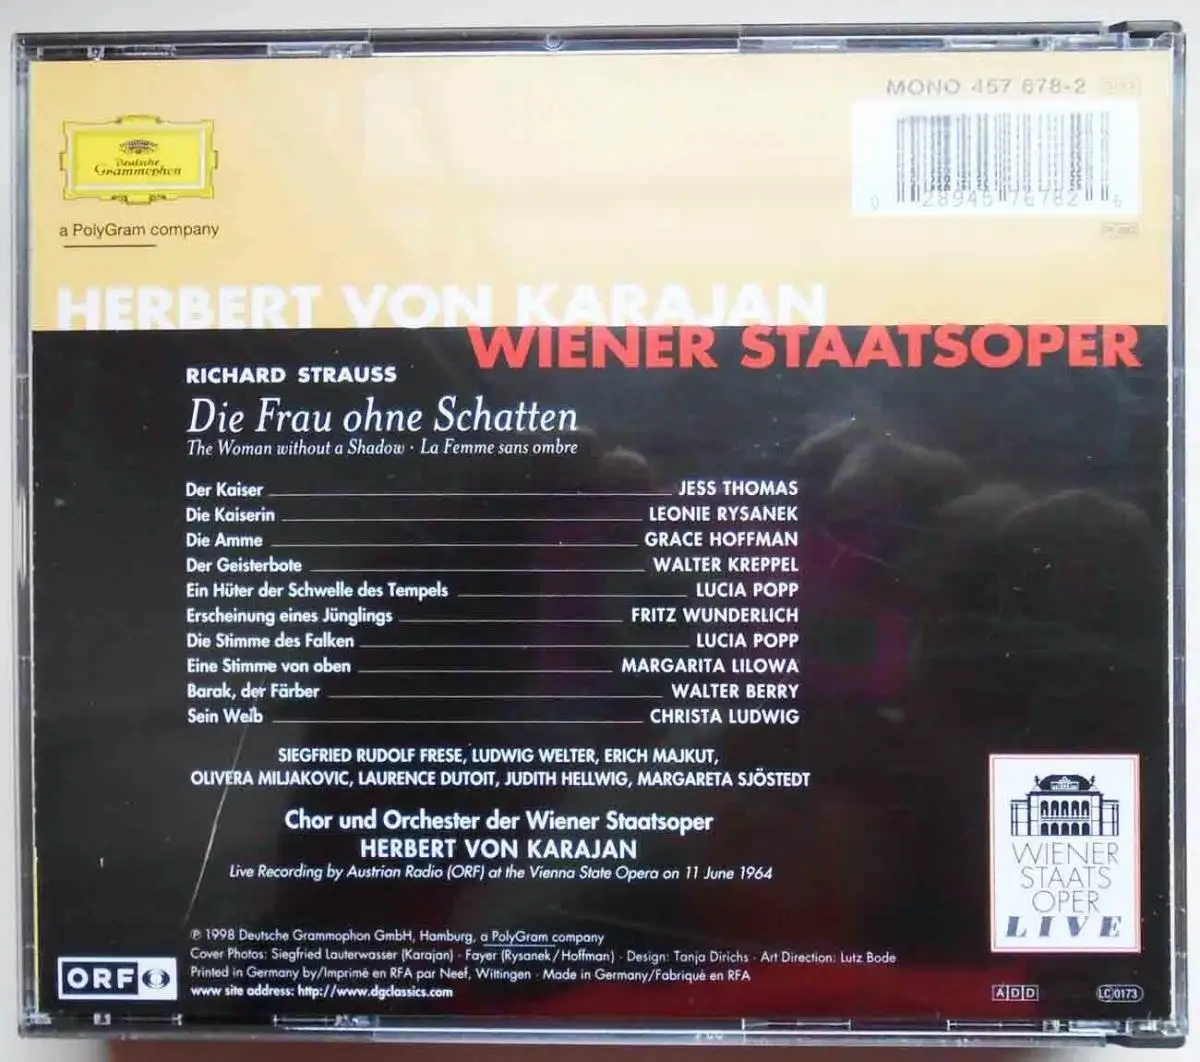 MONO 457 678-2
0 28945 76782 6
Deutsche
Grammophon
a PolyGram company
HERBERT VON KARAJAN
WIENER STAATSOPER
RICHARD STRAUSS
Die Frau ohne Schatten
The Woman without a Shadow · La Femme sans ombre
Der Kaiser JESS THOMAS
Die Kaiserin LEONIE RYSANEK
Die Amme GRACE HOFFMAN
Der Geisterbote WALTER KREPPEL
Ein Hüter der Schwelle des Tempels LUCIA POPP
Erscheinung eines Jünglings FRITZ WUNDERLICH
Die Stimme des Falken LUCIA POPP
Eine Stimme von oben MARGARITA LILOWA
Barak, der Färber WALTER BERRY
Sein Weib CHRISTA LUDWIG
SIEGFRIED RUDOLF FRESE, LUDWIG WELTER, ERICH MAJKUT,
OLIVERA MILJAKOVIC, LAURENCE DUTOIT, JUDITH HELLWIG, MARGARETA SJÖSTEDT
Chor und Orchester der Wiener Staatsoper
HERBERT VON KARAJAN
Live Recording by Austrian Radio (ORF) at the Vienna State Opera on 11 June 1964
WIENER
STAATS
OPER
LIVE
℗ 1998 Deutsche Grammophon GmbH, Hamburg, a PolyGram company
Cover Photos: Siegfried Lauterwasser (Karajan) · Fayer (Rysanek/Hoffman) · Design: Tanja Dirichs · Art Direction: Lutz Bode
Printed in Germany by/Imprimé en RFA par Neef, Wittingen · Made in Germany/Fabriqué en RFA
www site address: http://www.dgclassics.com
ORF
ADD
LC 0173